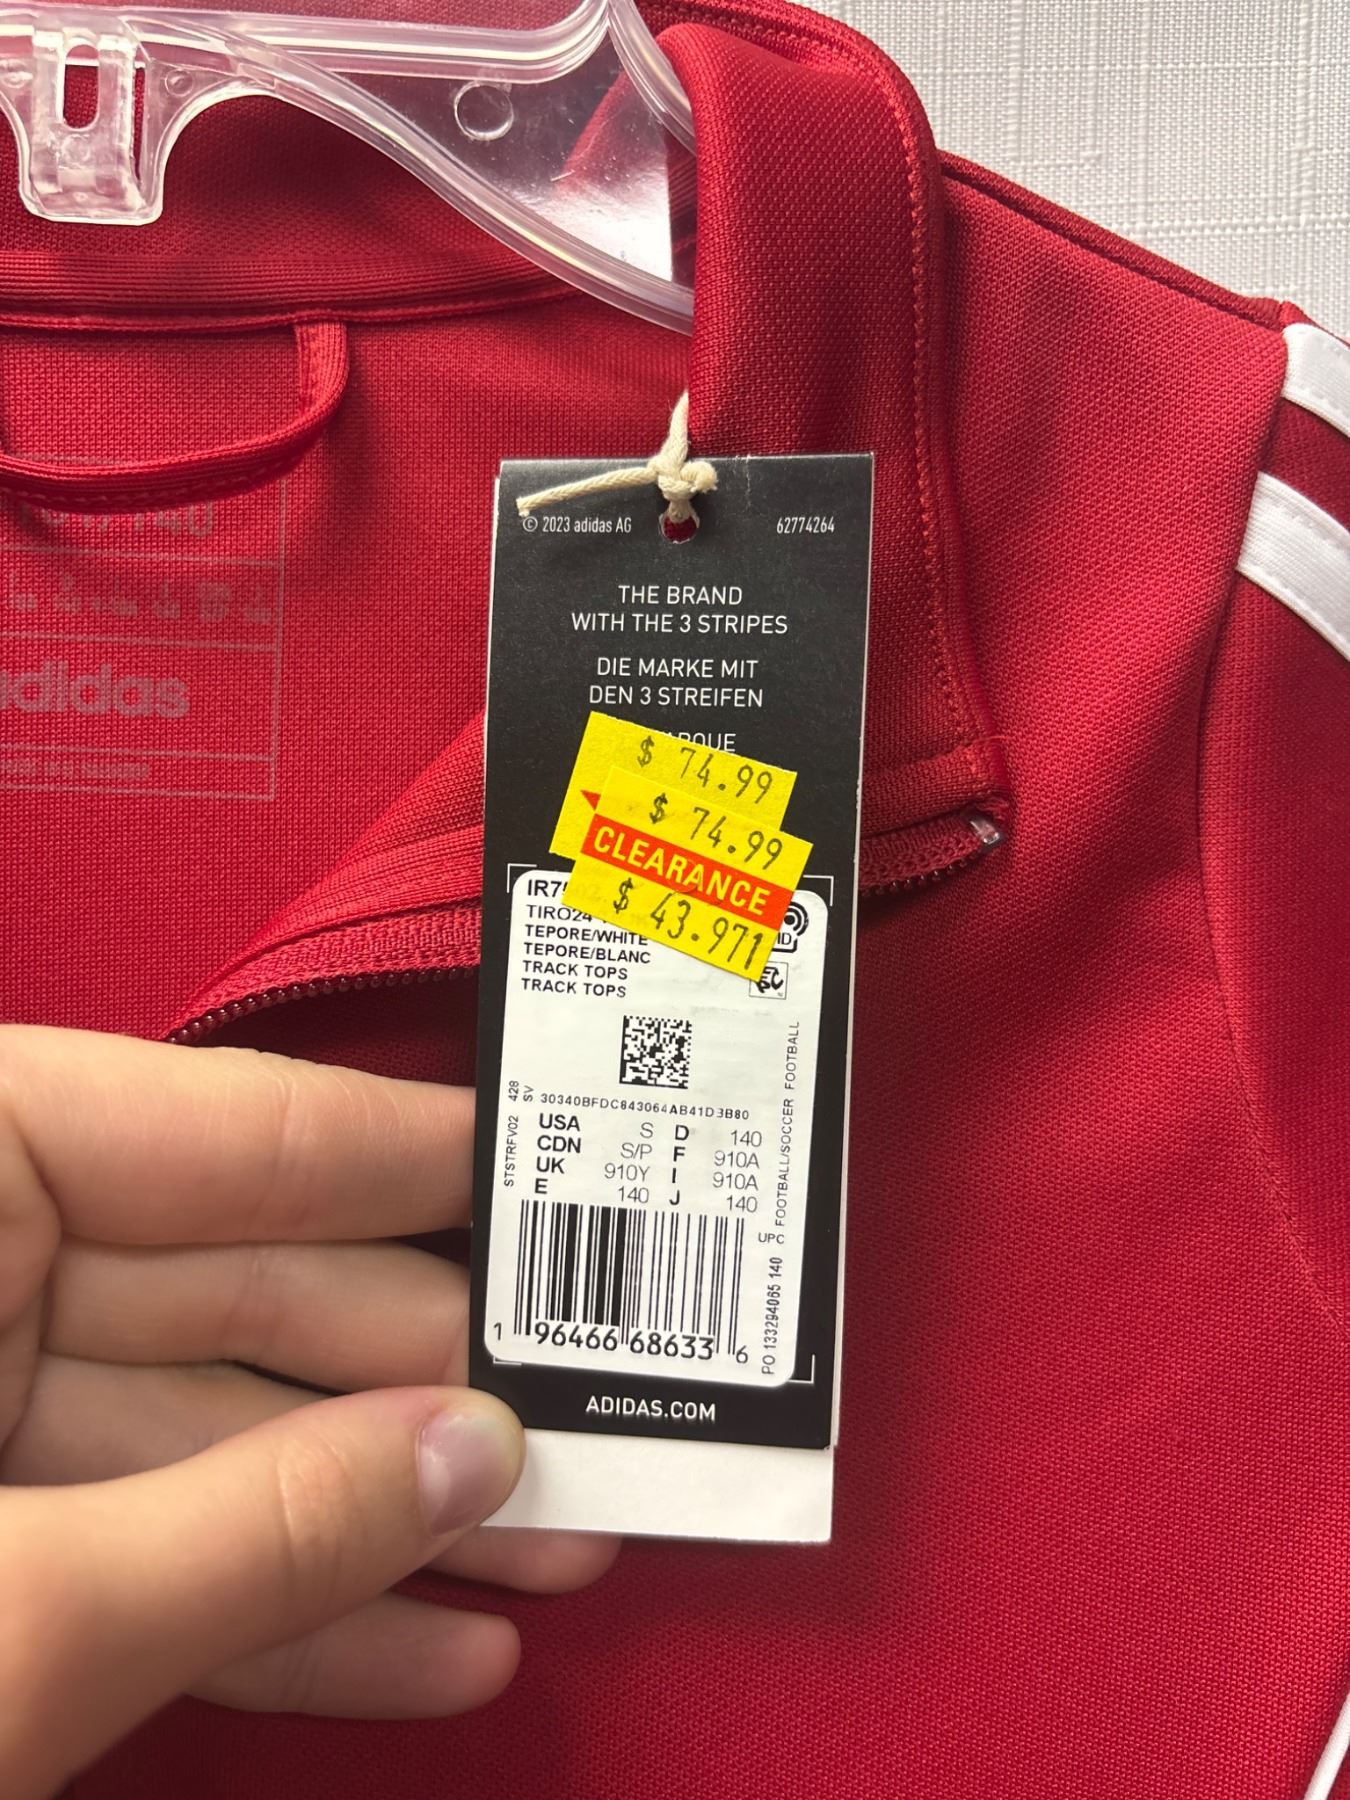 © 2023 adidas AG 62774264
THE BRAND
WITH THE 3 STRIPES
DIE MARKE MIT
DEN 3 STREIFEN
$ 74.99
$ 74.99
CLEARANCE
$ 43.971
TIRO24
TEPORE/WHITE
TEPORE/BLANC
TRACK TOPS
TRACK TOPS
30340BFDC843064AB41D3B80
USA S D 140
CDN S/P F 910A
UK 910Y I 910A
E 140 J 140
STSTRFV02 428
SV
FOOTBALL/SOCCER FOOTBALL
UPC
PO 133294065 140
1 96466 68633 6
ADIDAS.COM
adidas